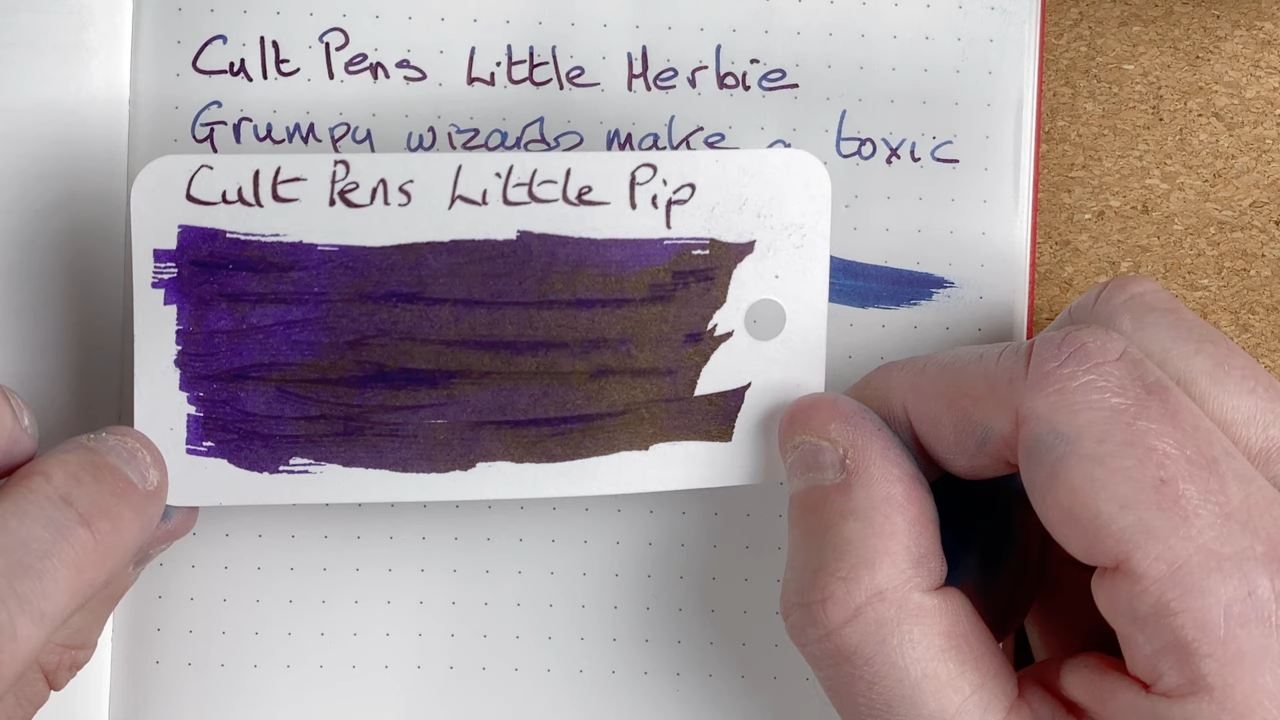 Cult Pens Little Herbie
Grumpy wizards make a toxic
Cult Pens Little Pip